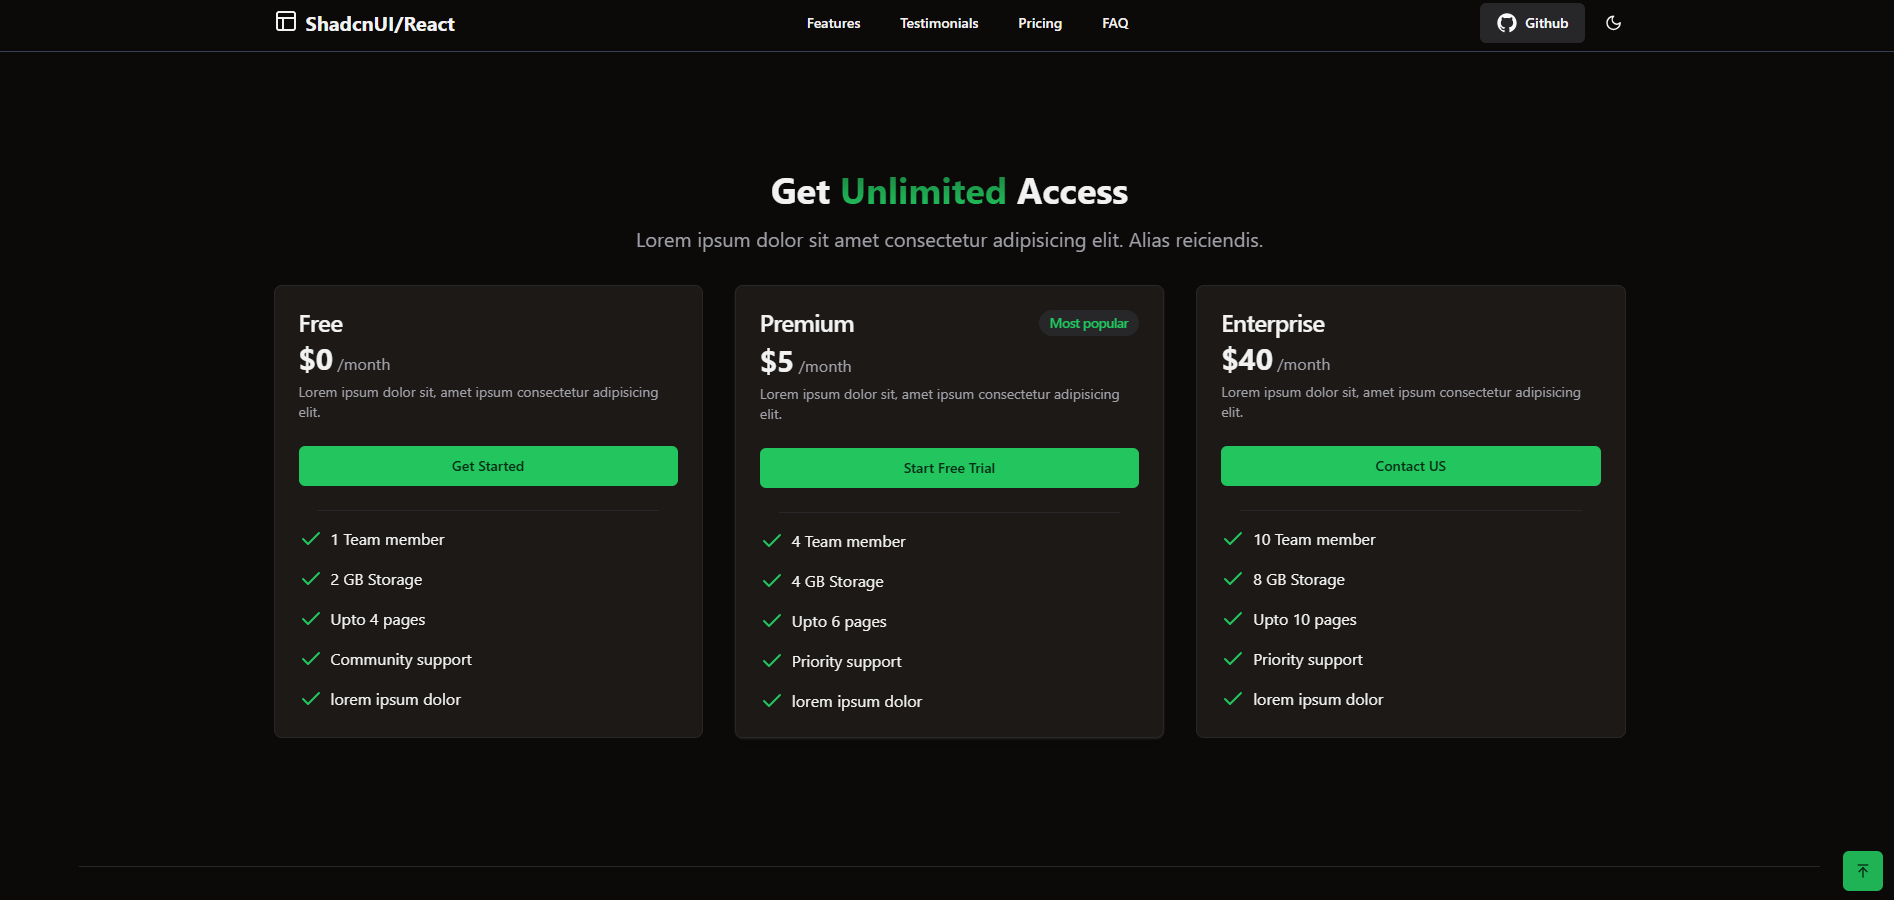 ShadcnUI/React
Features
Testimonials
Pricing
FAQ
Github
Get Unlimited Access
Lorem ipsum dolor sit amet consectetur adipisicing elit. Alias reiciendis.
Free
$0 /month
Lorem ipsum dolor sit, amet ipsum consectetur adipisicing
elit.
Get Started
1 Team member
2 GB Storage
Upto 4 pages
Community support
lorem ipsum dolor
Premium
Most popular
$5 /month
Lorem ipsum dolor sit, amet ipsum consectetur adipisicing
elit.
Start Free Trial
4 Team member
4 GB Storage
Upto 6 pages
Priority support
lorem ipsum dolor
Enterprise
$40 /month
Lorem ipsum dolor sit, amet ipsum consectetur adipisicing
elit.
Contact US
10 Team member
8 GB Storage
Upto 10 pages
Priority support
lorem ipsum dolor